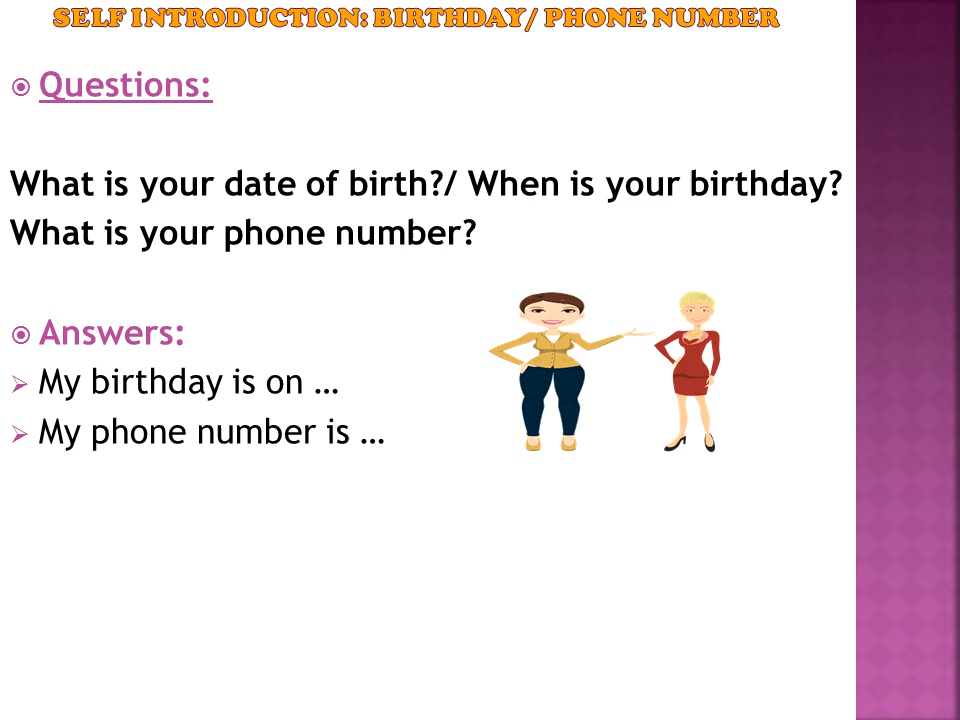 SELF INTRODUCTION: BIRTHDAY/ PHONE NUMBER
Questions:
What is your date of birth?/ When is your birthday?
What is your phone number?
Answers:
My birthday is on …
My phone number is …